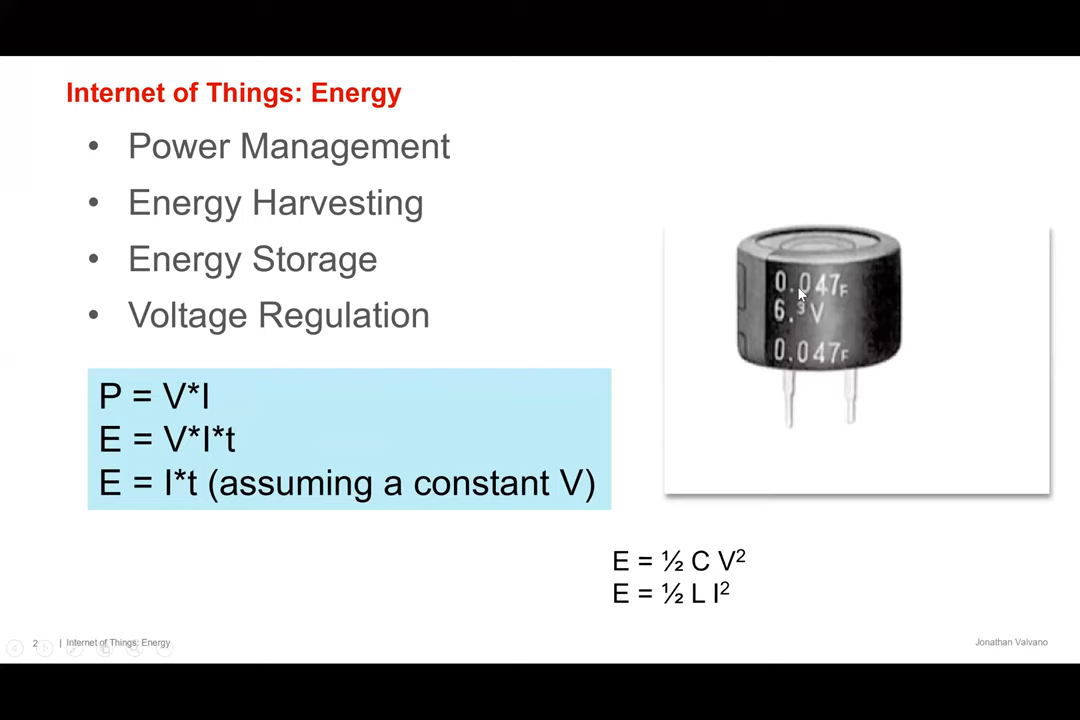 Internet of Things: Energy
• Power Management
• Energy Harvesting
• Energy Storage
• Voltage Regulation
P = V*I
E = V*I*t
E = I*t (assuming a constant V)
0.047F
6.3V
0.047F
E = ½ C V²
E = ½ L I²
2 | Internet of Things: Energy
Jonathan Valvano